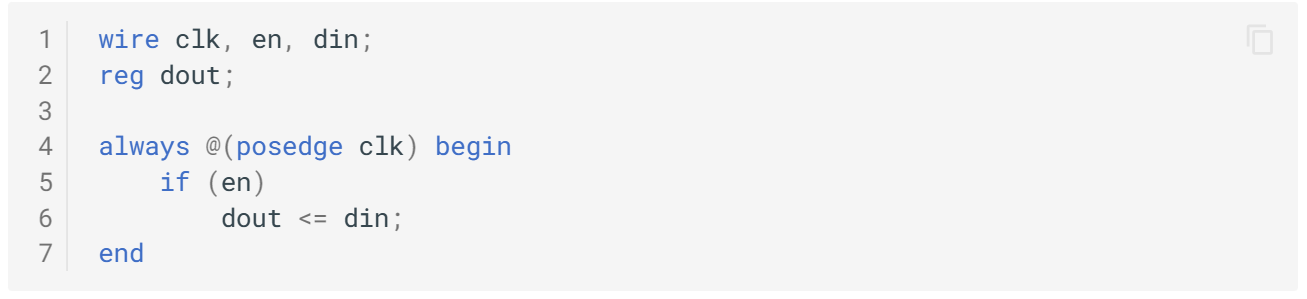 1 wire clk, en, din;
2 reg dout;
3
4 always @(posedge clk) begin
5     if (en)
6         dout <= din;
7 end